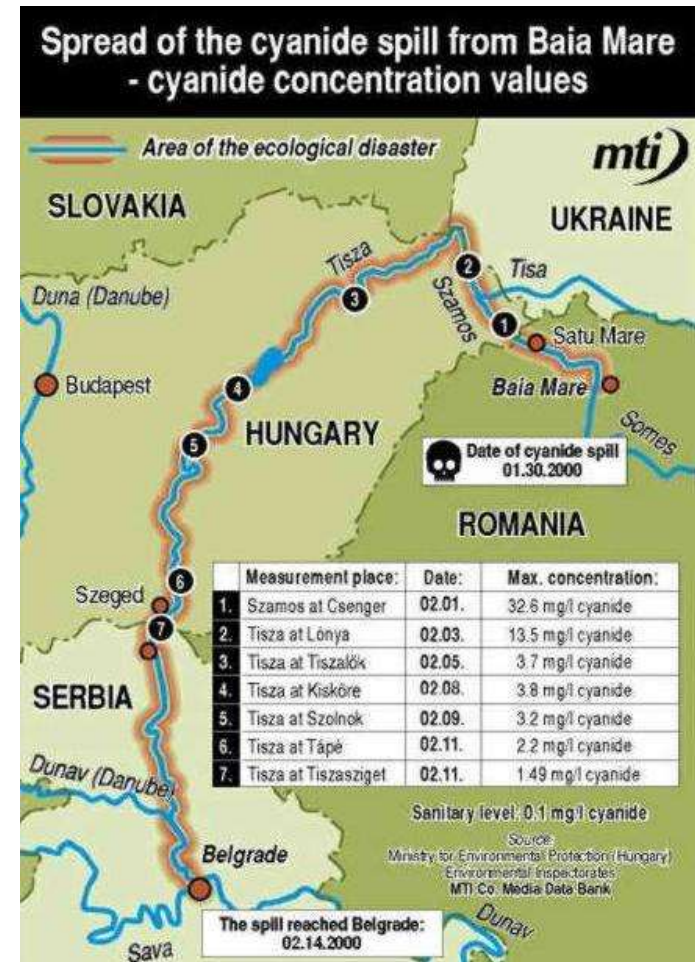 Spread of the cyanide spill from Baia Mare
- cyanide concentration values
Area of the ecological disaster
mti
SLOVAKIA
UKRAINE
Tisza
Tisa
Duna (Danube)
Szamos
Satu Mare
Budapest
Baia Mare
HUNGARY
Somes
Date of cyanide spill
01.30.2000
ROMANIA
Szeged
Measurement place: Date: Max. concentration:
1. Szamos at Csenger 02.01. 32.6 mg/l cyanide
2. Tisza at Lónya 02.03. 13.5 mg/l cyanide
3. Tisza at Tiszalök 02.05. 3.7 mg/l cyanide
4. Tisza at Kisköre 02.08. 3.8 mg/l cyanide
5. Tisza at Szolnok 02.09. 3.2 mg/l cyanide
6. Tisza at Tápé 02.11. 2.2 mg/l cyanide
7. Tisza at Tiszasziget 02.11. 1.49 mg/l cyanide
SERBIA
Dunav (Danube)
Sanitary level: 0.1 mg/l cyanide
Source:
Ministry for Environmental Protection (Hungary)
Environmental Inspectorates
MTI Co. Media Data Bank
Belgrade
The spill reached Belgrade:
02.14.2000
Dunav
Sava
1
2
3
4
5
6
7